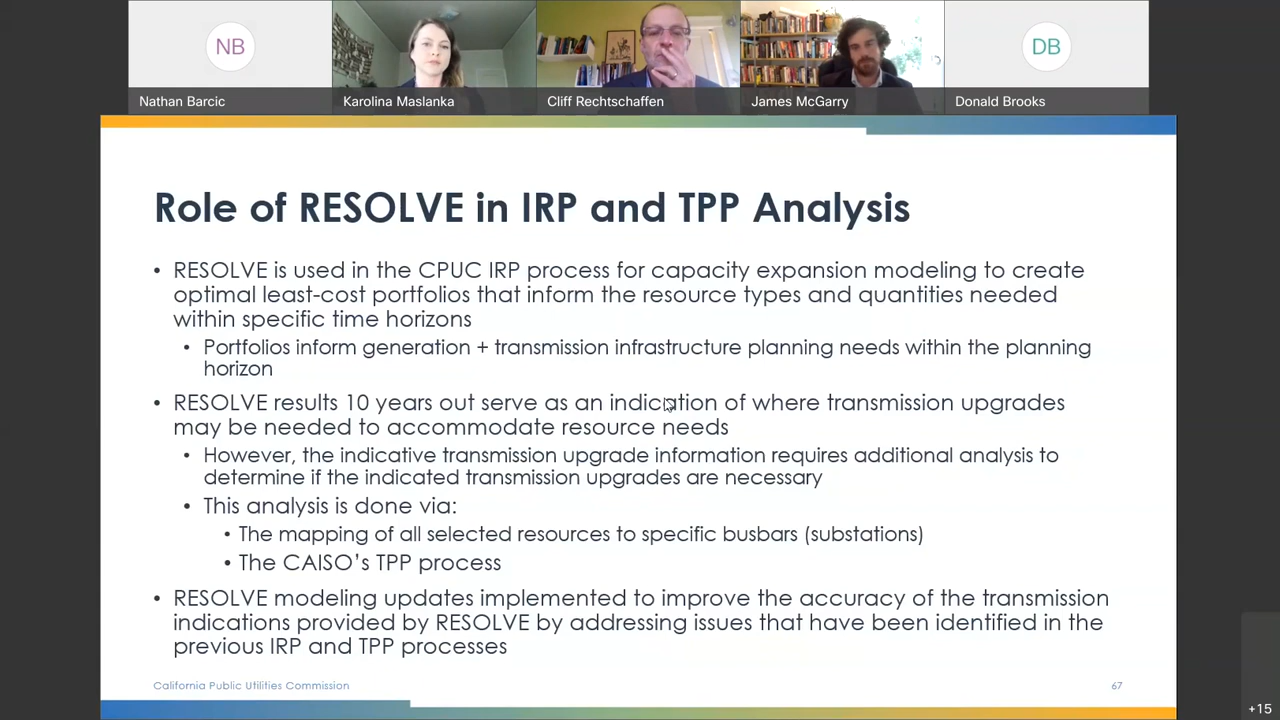 NB
DB
Nathan Barcic
Karolina Maslanka
Cliff Rechtschaffen
James McGarry
Donald Brooks
Role of RESOLVE in IRP and TPP Analysis
• RESOLVE is used in the CPUC IRP process for capacity expansion modeling to create
optimal least-cost portfolios that inform the resource types and quantities needed
within specific time horizons
• Portfolios inform generation + transmission infrastructure planning needs within the planning
horizon
• RESOLVE results 10 years out serve as an indication of where transmission upgrades
may be needed to accommodate resource needs
• However, the indicative transmission upgrade information requires additional analysis to
determine if the indicated transmission upgrades are necessary
• This analysis is done via:
• The mapping of all selected resources to specific busbars (substations)
• The CAISO’s TPP process
• RESOLVE modeling updates implemented to improve the accuracy of the transmission
indications provided by RESOLVE by addressing issues that have been identified in the
previous IRP and TPP processes
California Public Utilities Commission
67
+15